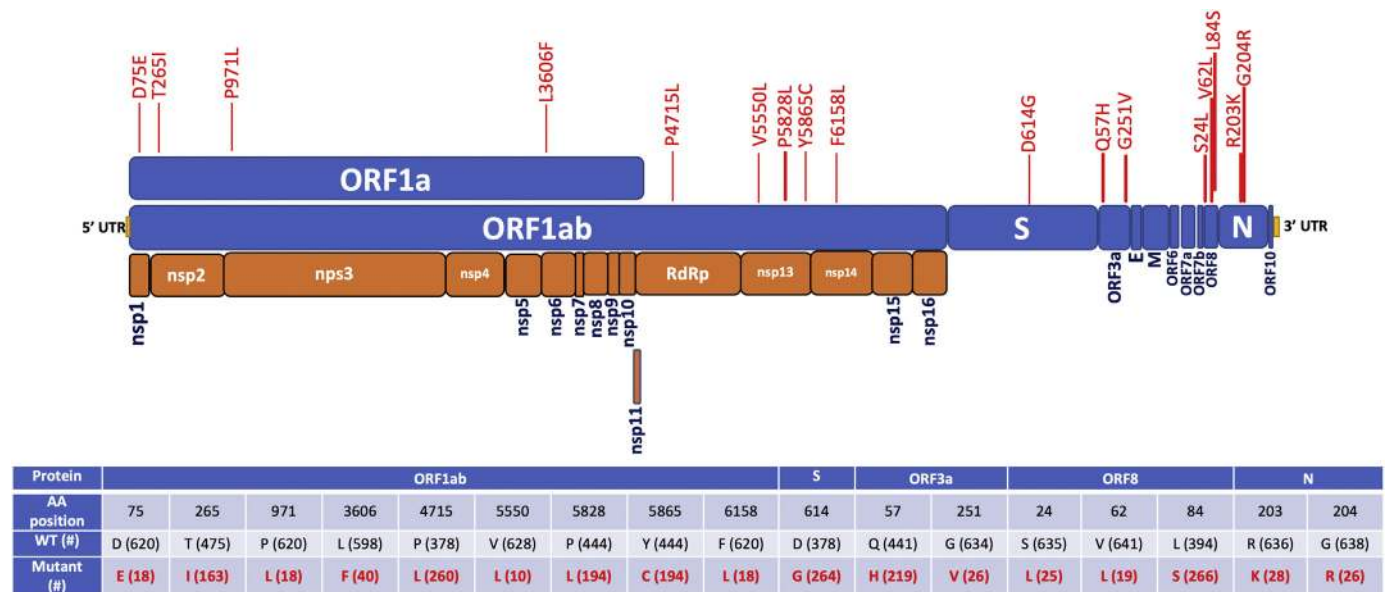 D75E T265I P971L L3606F P4715L V5550L P5828L Y5865C F6158L D614G Q57H G251V S24L V62L L84S R203K G204R
ORF1a
5' UTR ORF1ab S N 3' UTR
ORF3a E M ORF6 ORF7a ORF7b ORF8 ORF10
nsp2 nps3 nsp4 RdRp nsp13 nsp14
nsp1 nsp5 nsp6 nsp7 nsp8 nsp9 nsp10 nsp15 nsp16
nsp11
Protein ORF1ab S ORF3a ORF8 N
AA position 75 265 971 3606 4715 5550 5828 5865 6158 614 57 251 24 62 84 203 204
WT (#) D (620) T (475) P (620) L (598) P (378) V (628) P (444) Y (444) F (620) D (378) Q (441) G (634) S (635) V (641) L (394) R (636) G (638)
Mutant (#) E (18) I (163) L (18) F (40) L (260) L (10) L (194) C (194) L (18) G (264) H (219) V (26) L (25) L (19) S (266) K (28) R (26)